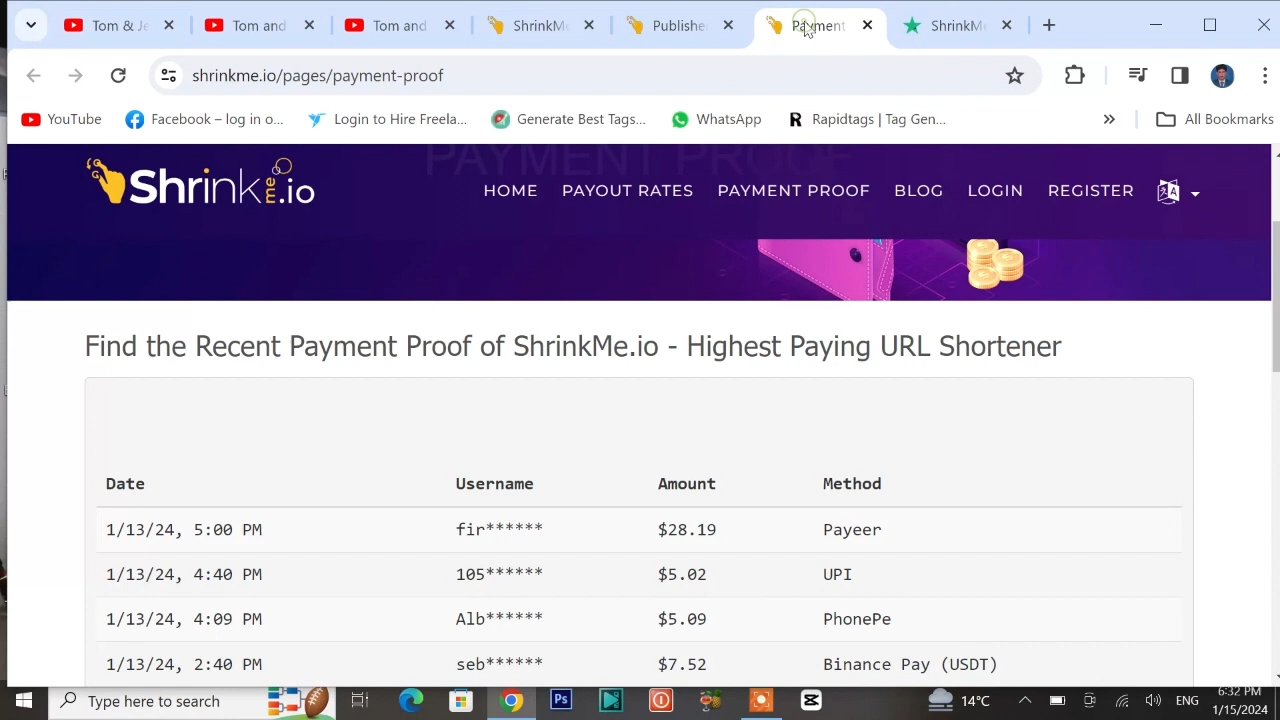 Tom & Je
Tom and
Tom and
ShrinkMe
Publishe
Payment
ShrinkMe
shrinkme.io/pages/payment-proof
YouTube
Facebook – log in o...
Login to Hire Freela...
Generate Best Tags...
WhatsApp
R
Rapidtags | Tag Gen...
»
All Bookmarks
PAYMENT PROOF
Shrink me .io
HOME
PAYOUT RATES
PAYMENT PROOF
BLOG
LOGIN
REGISTER
Find the Recent Payment Proof of ShrinkMe.io - Highest Paying URL Shortener
Date Username Amount Method
1/13/24, 5:00 PM fir****** $28.19 Payeer
1/13/24, 4:40 PM 105****** $5.02 UPI
1/13/24, 4:09 PM Alb****** $5.09 PhonePe
1/13/24, 2:40 PM seb****** $7.52 Binance Pay (USDT)
Type here to search
Ps
14°C
ENG
6:32 PM
1/15/2024